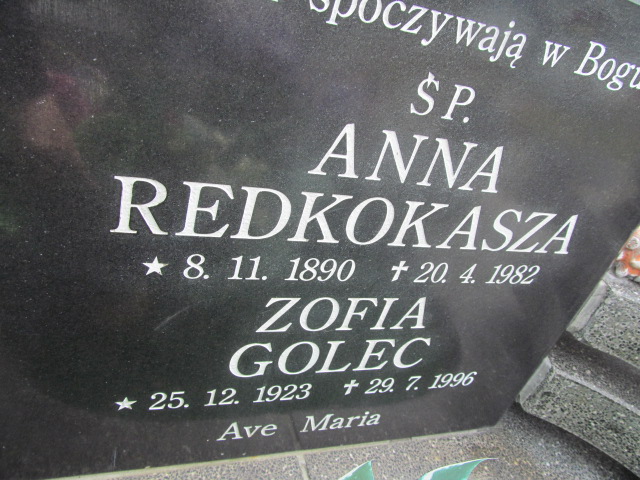 spoczywają w Bogu
ŚP.
ANNA
REDKOKASZA
★ 8. 11. 1890 ✝ 20. 4. 1982
ZOFIA
GOLEC
★ 25. 12. 1923 ✝ 29. 7. 1996
Ave Maria